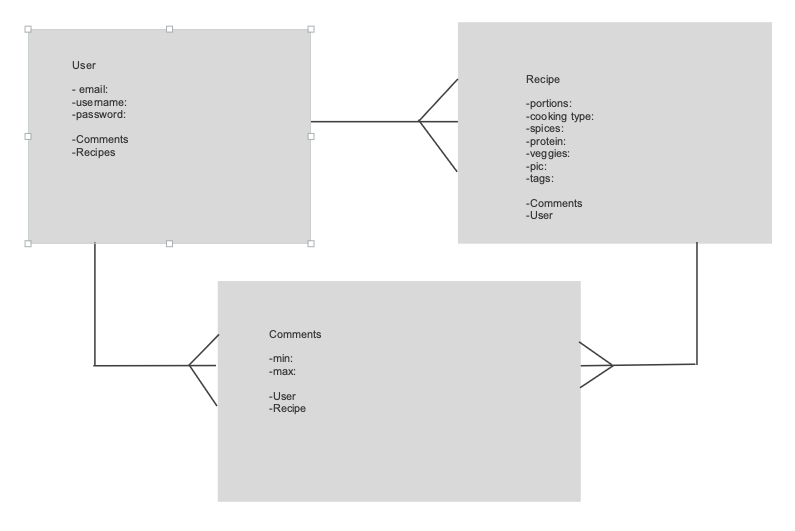 User
- email:
-username:
-password:
-Comments
-Recipes
Recipe
-portions:
-cooking type:
-spices:
-protein:
-veggies:
-pic:
-tags:
-Comments
-User
Comments
-min:
-max:
-User
-Recipe